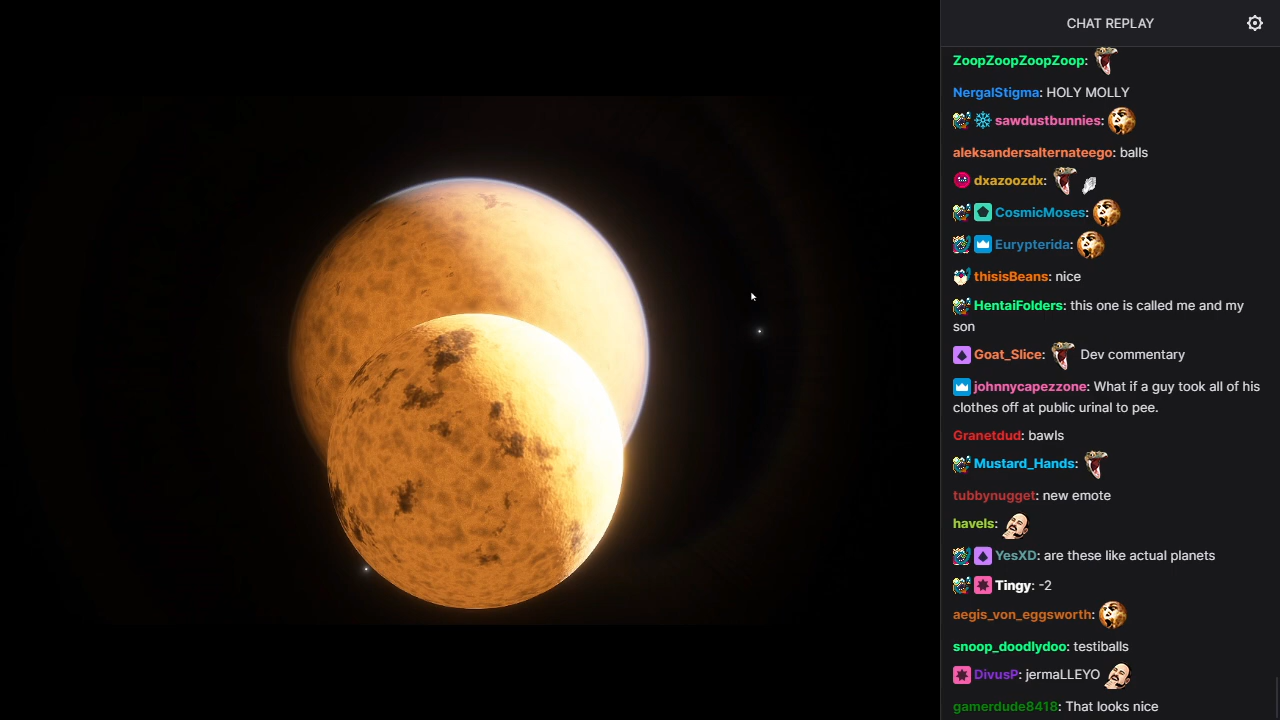 CHAT REPLAY
ZoopZoopZoopZoop:
NergalStigma: HOLY MOLLY
sawdustbunnies:
aleksandersalternateego: balls
dxazoozdx:
CosmicMoses:
Eurypterida:
thisisBeans: nice
HentaiFolders: this one is called me and my
son
Goat_Slice: Dev commentary
johnnycapezzone: What if a guy took all of his
clothes off at public urinal to pee.
Granetdud: bawls
Mustard_Hands:
tubbynugget: new emote
havels:
YesXD: are these like actual planets
Tingy: -2
aegis_von_eggsworth:
snoop_doodlydoo: testiballs
DivusP: jermaLLEYO
gamerdude8418: That looks nice